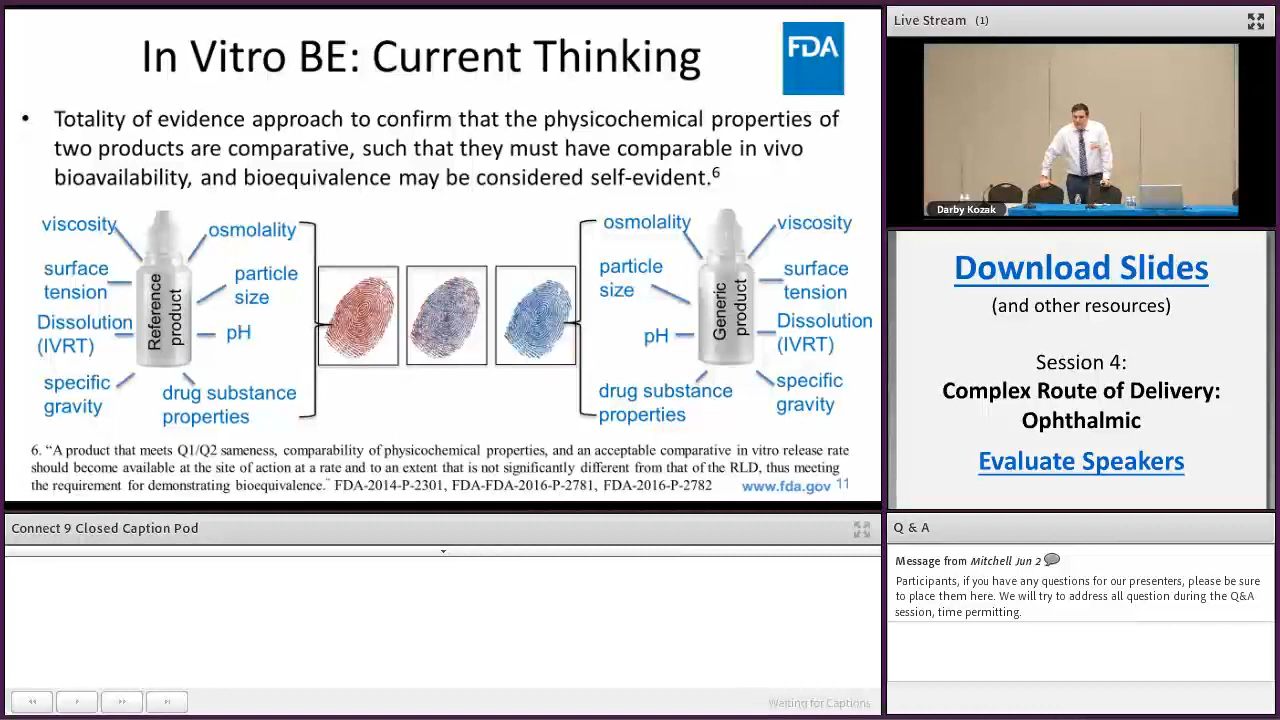 In Vitro BE: Current Thinking
FDA
• Totality of evidence approach to confirm that the physicochemical properties of
two products are comparative, such that they must have comparable in vivo
bioavailability, and bioequivalence may be considered self-evident.6
viscosity
osmolality
surface
tension
particle
size
Dissolution
(IVRT)
pH
specific
gravity
drug substance
properties
Reference
product
osmolality
viscosity
particle
size
surface
tension
pH
Dissolution
(IVRT)
drug substance
properties
specific
gravity
Generic
product
6. “A product that meets Q1/Q2 sameness, comparability of physicochemical properties, and an acceptable comparative in vitro release rate
should become available at the site of action at a rate and to an extent that is not significantly different from that of the RLD, thus meeting
the requirement for demonstrating bioequivalence.” FDA-2014-P-2301, FDA-FDA-2016-P-2781, FDA-2016-P-2782
www.fda.gov 11
Connect 9 Closed Caption Pod
Waiting for Captions
Live Stream (1)
Darby Kozak
Download Slides
(and other resources)
Session 4:
Complex Route of Delivery:
Ophthalmic
Evaluate Speakers
Q & A
Message from Mitchell Jun 2
Participants, if you have any questions for our presenters, please be sure
to place them here. We will try to address all question during the Q&A
session, time permitting.